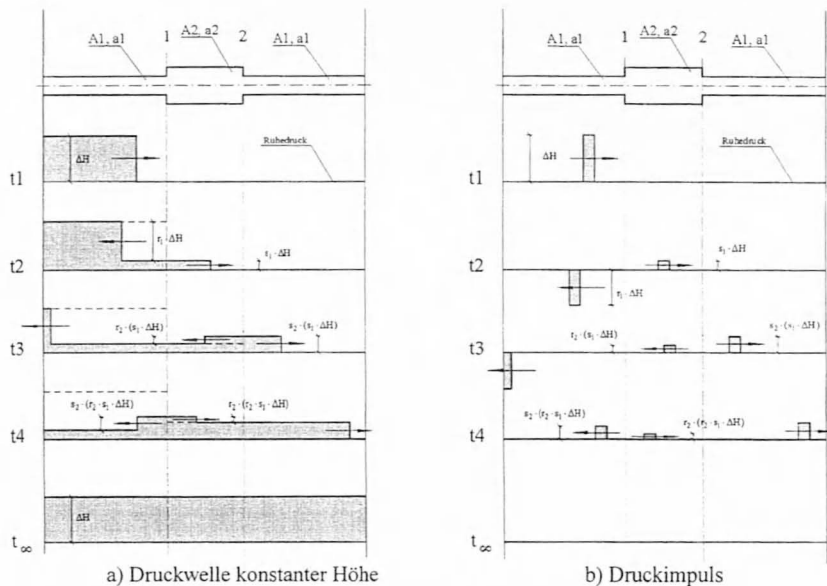 A1, a1
1
A2, a2
2
A1, a1
ΔH
Ruhedruck
t1
r₁ · ΔH
r₁ · ΔH
t2
r₂ · (s₁ · ΔH)
s₂ · (s₁ · ΔH)
t3
s₂ · (r₂ · s₁ · ΔH)
r₂ · (r₂ · s₁ · ΔH)
t4
ΔH
t ∞
a) Druckwelle konstanter Höhe
A1, a1
1
A2, a2
2
A1, a1
ΔH
Ruhedruck
t1
s₁ · ΔH
t2
r₁ · ΔH
r₂ · (s₁ · ΔH)
s₂ · (s₁ · ΔH)
t3
s₂ · (r₂ · s₁ · ΔH)
r₂ · (r₂ · s₁ · ΔH)
t4
t ∞
b) Druckimpuls